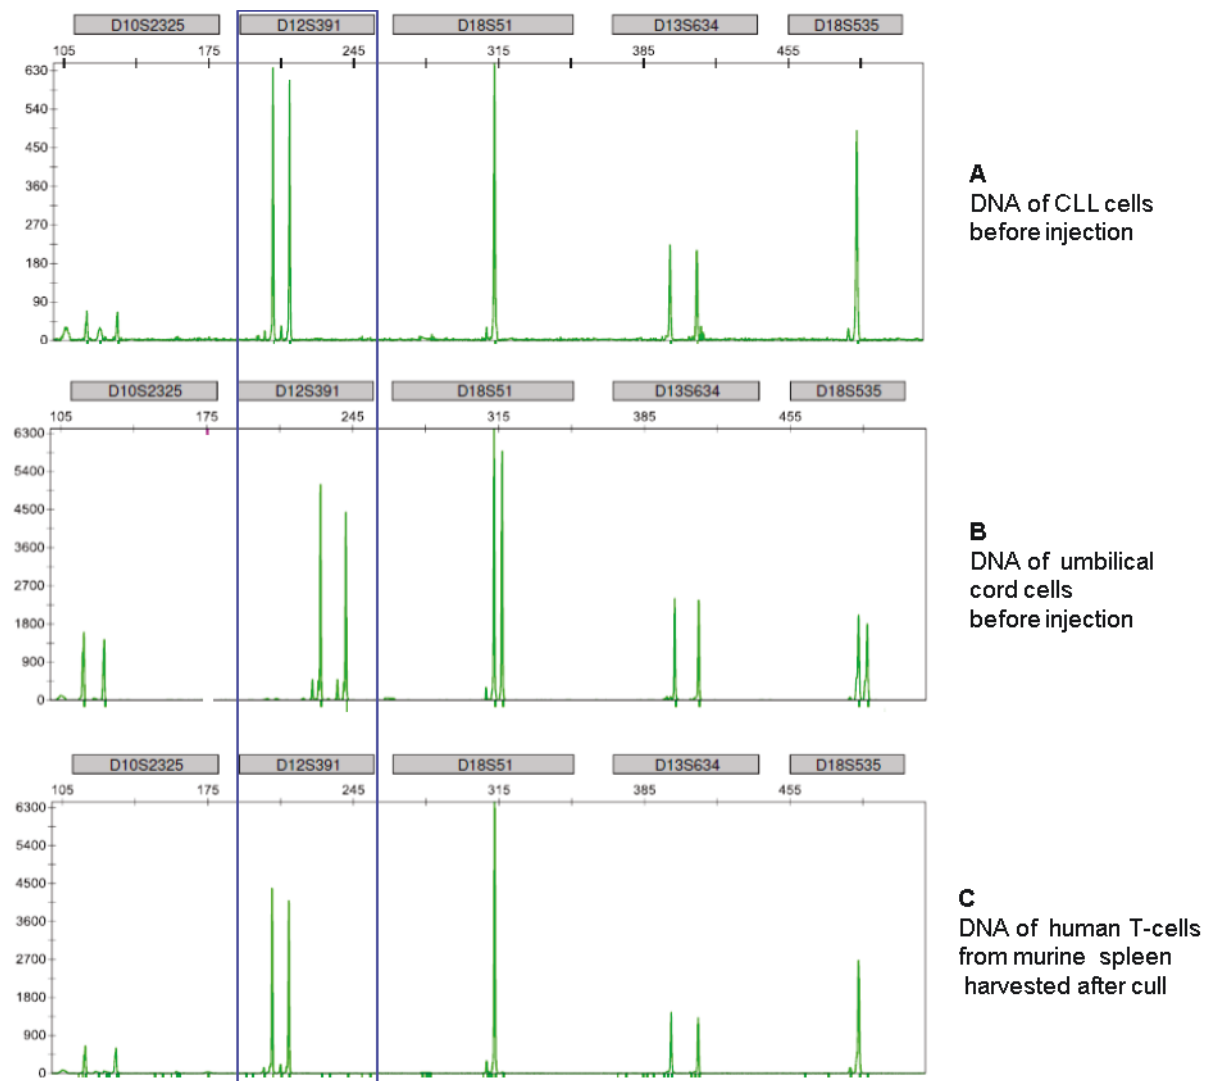 D10S2325 D12S391 D18S51 D13S634 D18S535
105 175 245 315 385 455
630
540
450
360
270
180
90
0
A
DNA of CLL cells
before injection
D10S2325 D12S391 D18S51 D13S634 D18S535
105 175 245 315 385 455
6300
5400
4500
3600
2700
1800
900
0
B
DNA of umbilical
cord cells
before injection
D10S2325 D12S391 D18S51 D13S634 D18S535
105 175 245 315 385 455
6300
5400
4500
3600
2700
1800
900
0
C
DNA of human T-cells
from murine spleen
harvested after cull